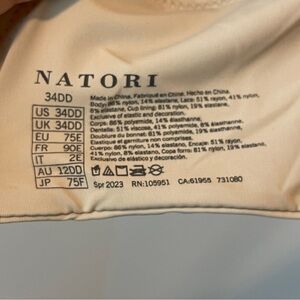 NATORI
34DD
US 34DD
UK 34DD
EU 75E
FR 90E
IT 2E
AU 12DD
JP 75F
Made in China, Fabriqué en China, Hecho en China.
Body: 86% nylon, 14% elastane, Lace: 51% rayon, 41% nylon,
8% elastane, Cup lining: 81% nylon, 19% elastane.
Exclusive of elastic and decoration.
Corps: 86% polyamide, 14% élasthanne,
Dentelle: 51% viscose, 41% polyamide, 8% élasthanne,
Doublure du bonnet: 81% polyamide, 19% élasthanne.
Elastique et garniture non compris.
Cuerpo: 86% nylon, 14% elastano, Encaje: 51% rayon,
41% nylon, 8% elastano, Copa forro: 81% nylon, 19% elastano.
Exclusivo de elástico y decoración.
Spr 2023 RN:105951 CA:61955 731080